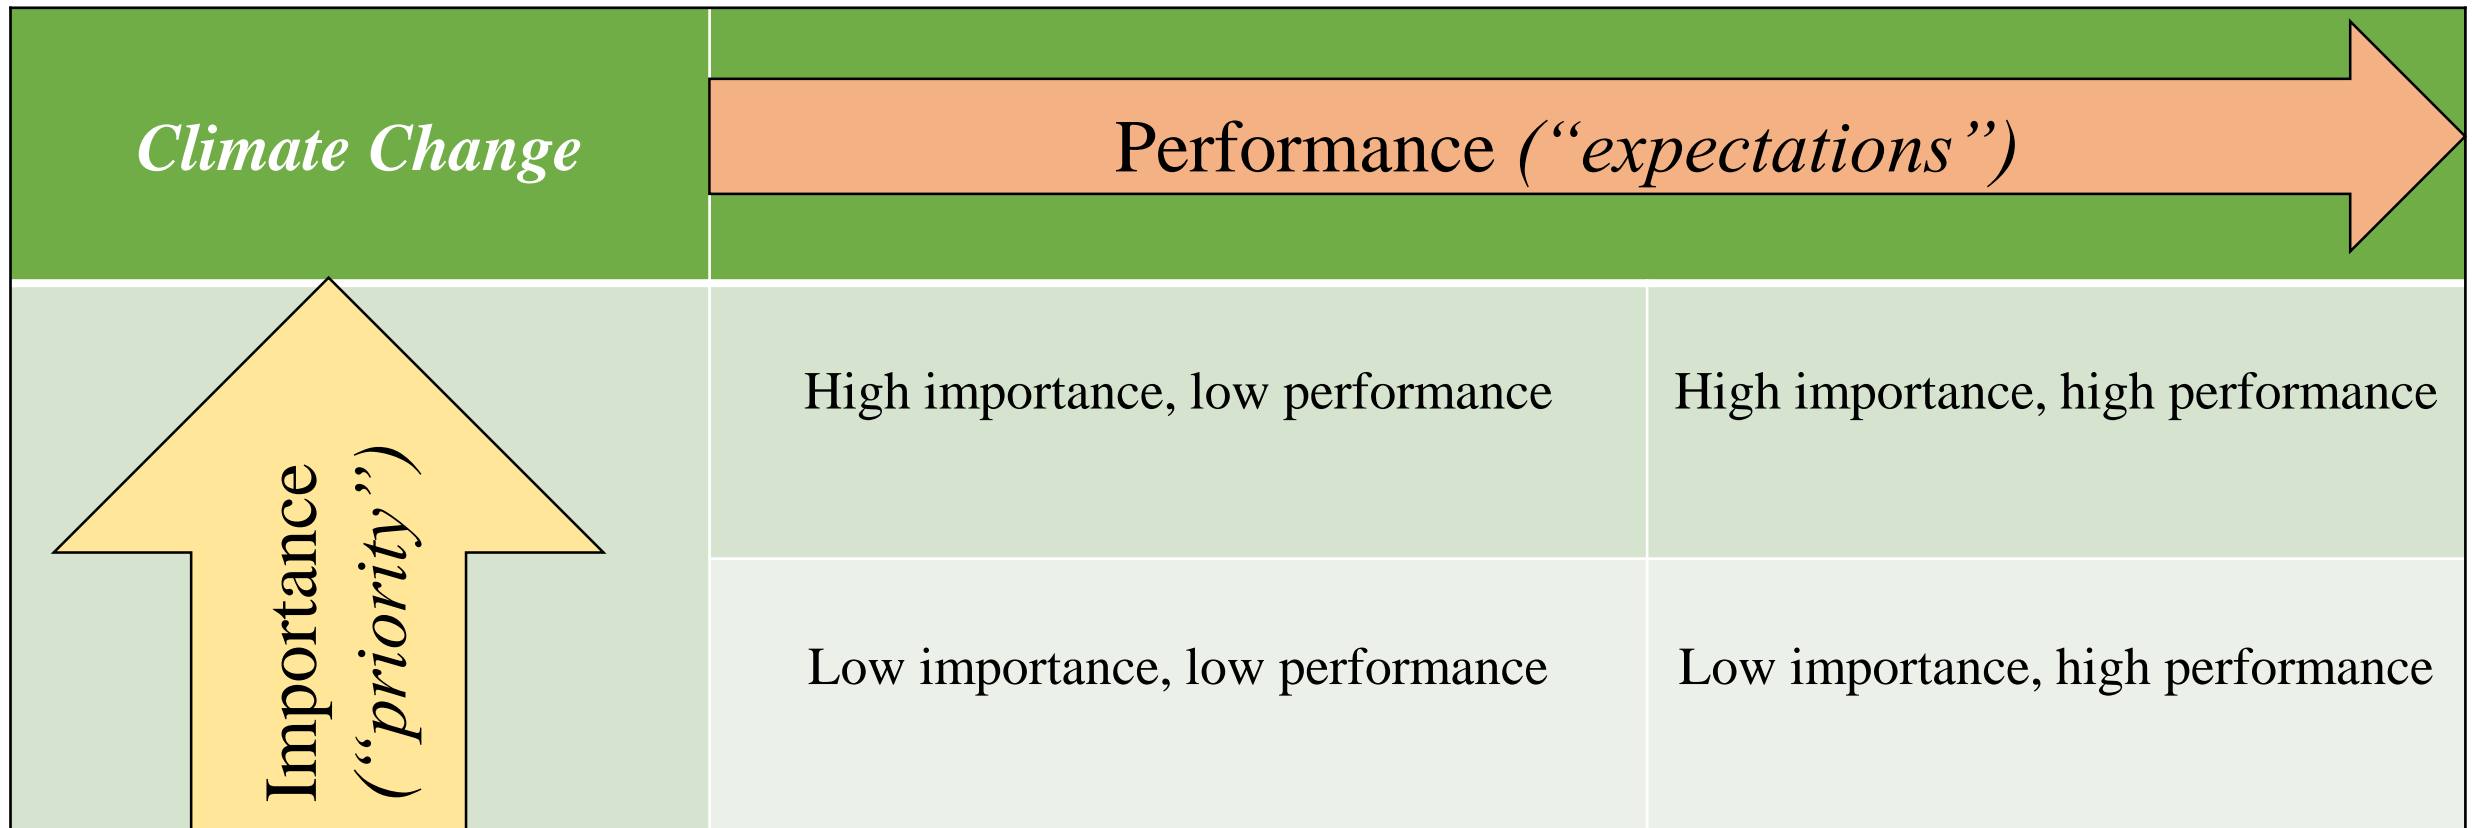 Climate Change
Performance (“expectations”)
High importance, low performance
High importance, high performance
Importance
(“priority”)
Low importance, low performance
Low importance, high performance